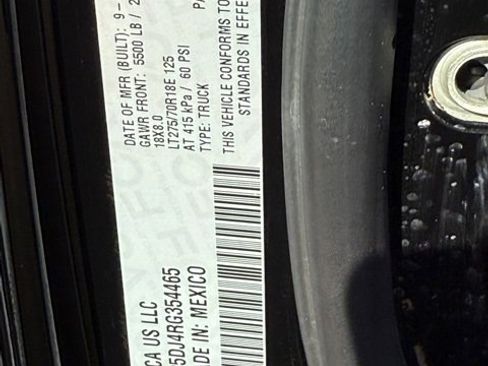 DATE OF MFR (BUILT): 9-
GAWR FRONT: 5500 LB / 2
18X8.0
LT275/70R18E 125
AT 415 kPa / 60 PSI
TYPE: TRUCK
THIS VEHICLE CONFORMS TO
STANDARDS IN EFFE
CA US LLC
5DJ4RG354465
DE IN: MEXICO